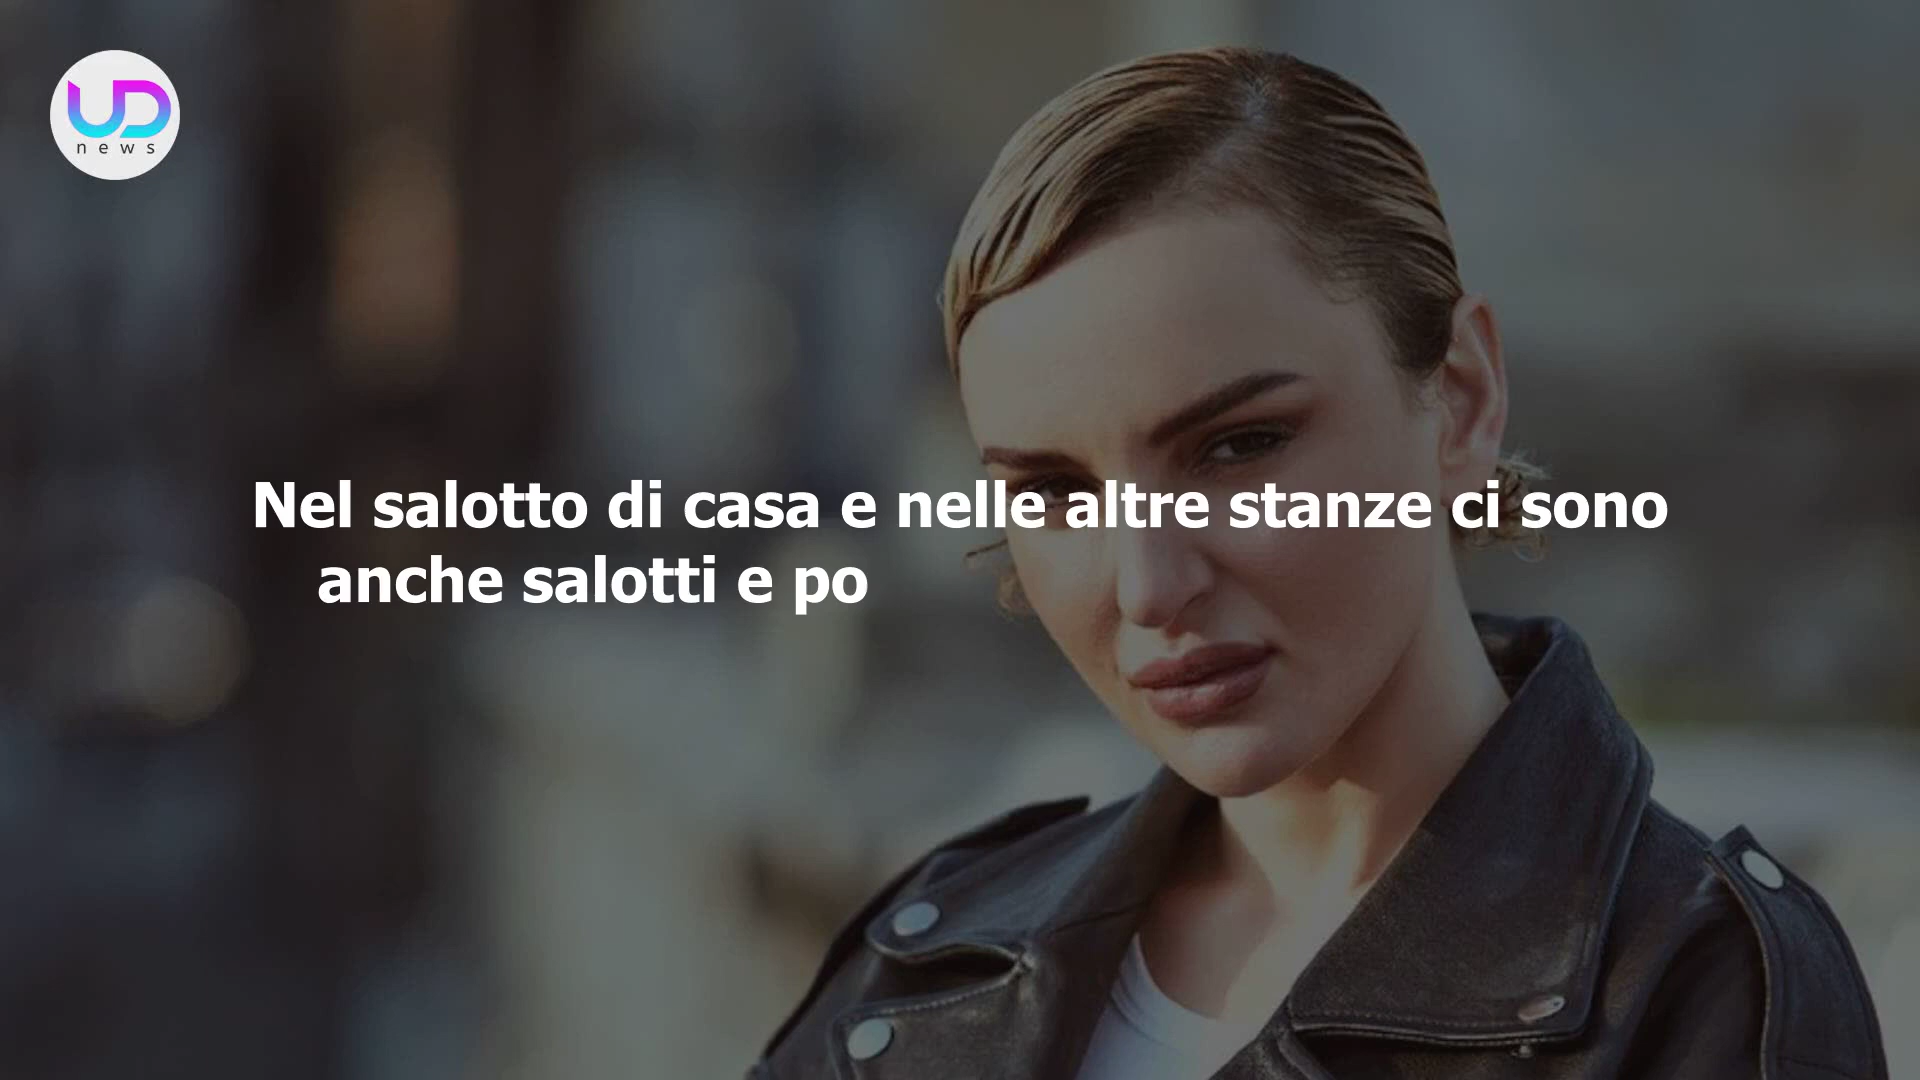 UD
news
Nel salotto di casa e nelle altre stanze ci sono
anche salotti e po